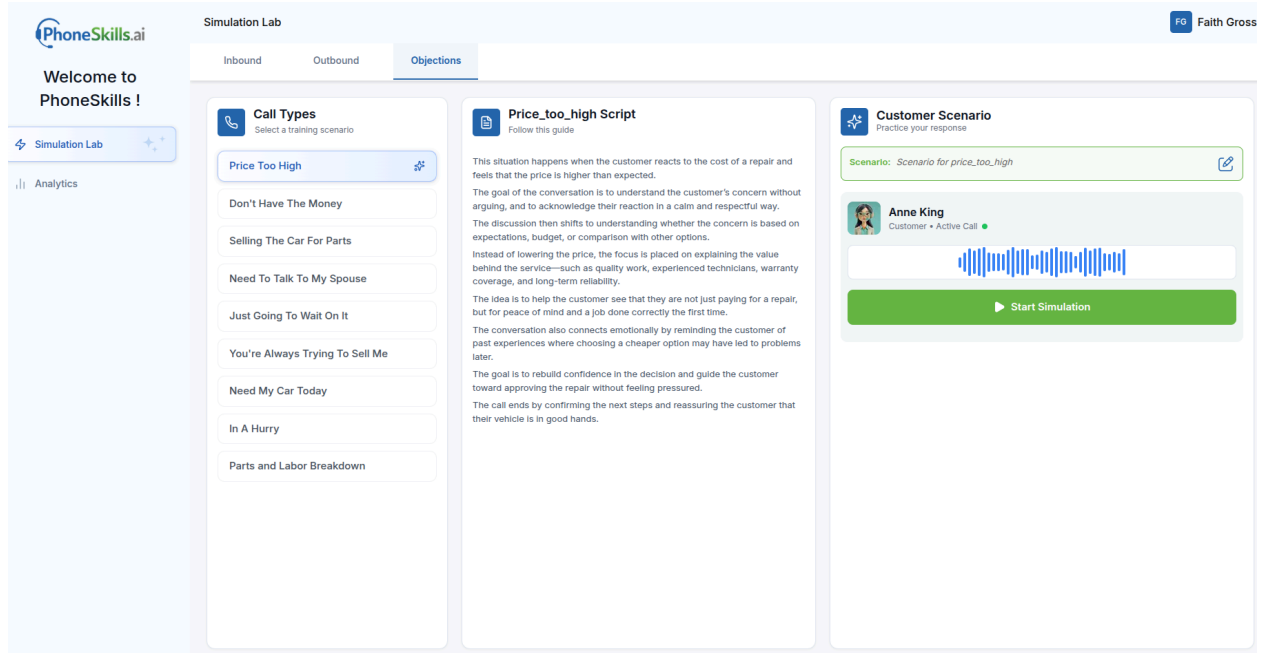 PhoneSkills.ai
Welcome to
PhoneSkills !
Simulation Lab
Analytics
Simulation Lab
FG Faith Gross
Inbound Outbound Objections
Call Types
Select a training scenario
Price Too High
Don't Have The Money
Selling The Car For Parts
Need To Talk To My Spouse
Just Going To Wait On It
You're Always Trying To Sell Me
Need My Car Today
In A Hurry
Parts and Labor Breakdown
Price_too_high Script
Follow this guide
This situation happens when the customer reacts to the cost of a repair and
feels that the price is higher than expected.
The goal of the conversation is to understand the customer's concern without
arguing, and to acknowledge their reaction in a calm and respectful way.
The discussion then shifts to understanding whether the concern is based on
expectations, budget, or comparison with other options.
Instead of lowering the price, the focus is placed on explaining the value
behind the service—such as quality work, experienced technicians, warranty
coverage, and long-term reliability.
The idea is to help the customer see that they are not just paying for a repair,
but for peace of mind and a job done correctly the first time.
The conversation also connects emotionally by reminding the customer of
past experiences where choosing a cheaper option may have led to problems
later.
The goal is to rebuild confidence in the decision and guide the customer
toward approving the repair without feeling pressured.
The call ends by confirming the next steps and reassuring the customer that
their vehicle is in good hands.
Customer Scenario
Practice your response
Scenario: Scenario for price_too_high
Anne King
Customer • Active Call
Start Simulation